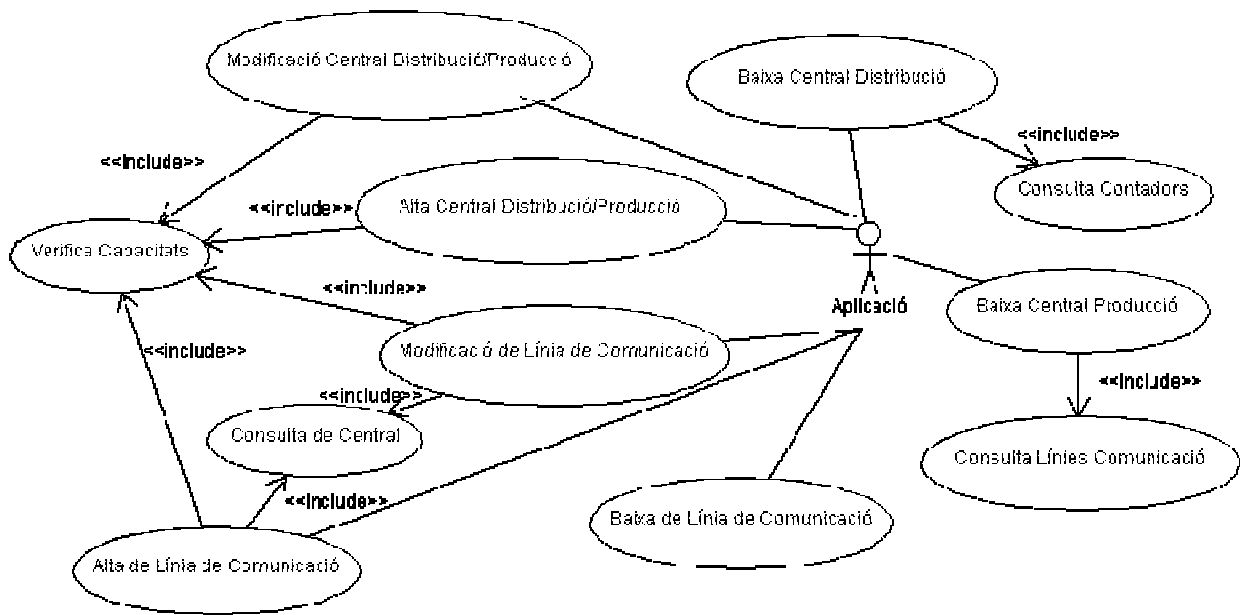 Modificació Central Distribució/Producció
Baixa Central Distribució
<<include>>
<<include>>
Consulta Contadors
<<include>>
Alta Central Distribució/Producció
Verifica Capacitats
<<include>>
Aplicació
Baixa Central Producció
<<include>>
Modificació de Línia de Comunicació
<<include>>
<<include>>
Consulta de Central
Consulta Línies Comunicació
<<include>>
Baixa de Línia de Comunicació
Alta de Línia de Comunicació